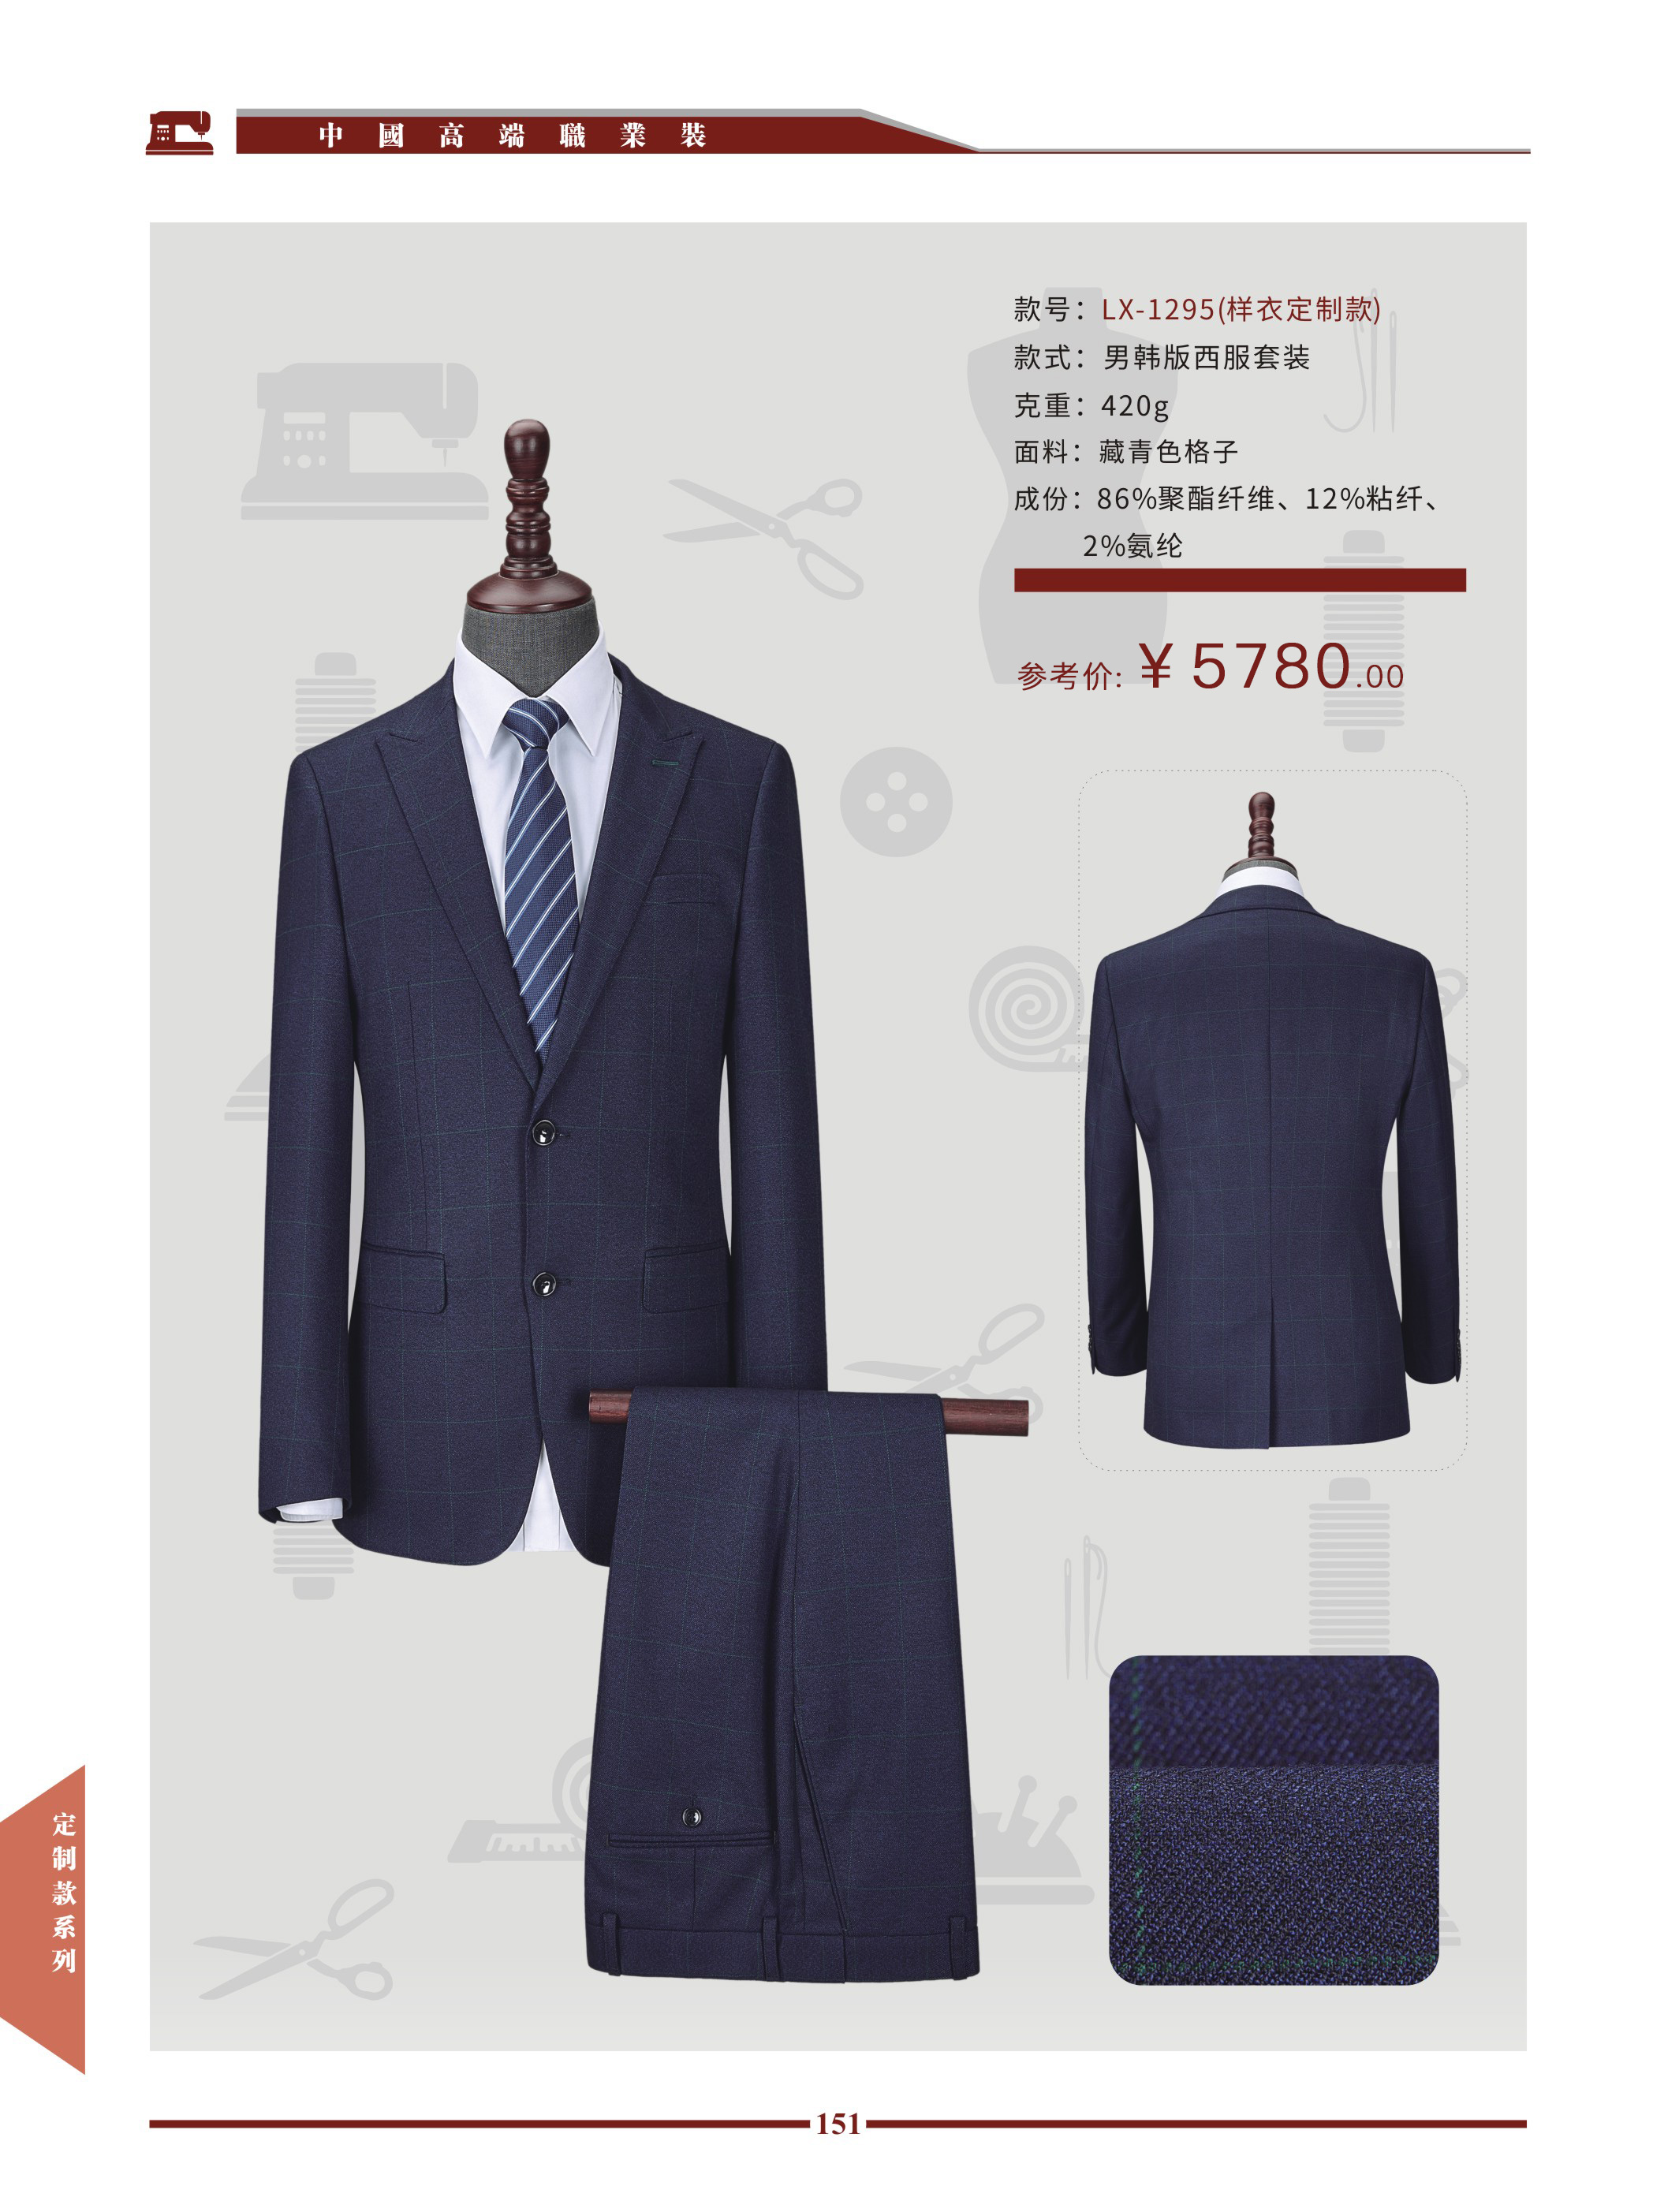 中國高端職業裝
款号：LX-1295(样衣定制款)
款式：男韩版西服套装
克重：420g
面料：藏青色格子
成份：86%聚酯纤维、12%粘纤、
2%氨纶
参考价: ¥5780.00
定制款系列
151